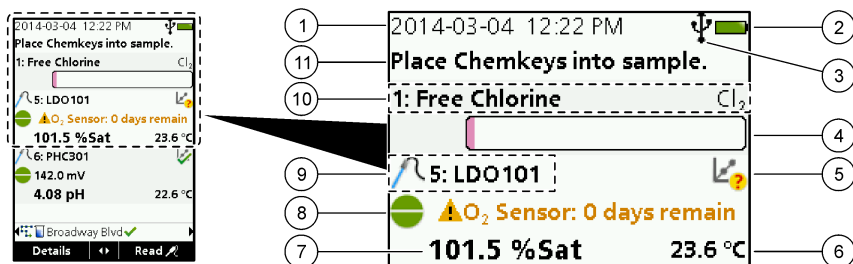 2014-03-04 12:22 PM
Place Chemkeys into sample.
1: Free Chlorine Cl₂
5: LDO101
O₂ Sensor: 0 days remain
101.5 %Sat 23.6 °C
6: PHC301
142.0 mV
4.08 pH 22.6 °C
Broadway Blvd
Details Read
1
2014-03-04 12:22 PM
2
11
Place Chemkeys into sample.
3
10
1: Free Chlorine Cl₂
4
9
5: LDO101
5
8
O₂ Sensor: 0 days remain
7
101.5 %Sat 23.6 °C
6